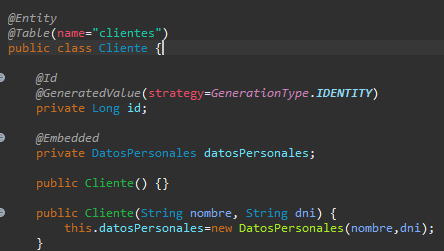 @Entity
@Table(name="clientes")
public class Cliente {
@Id
@GeneratedValue(strategy=GenerationType.IDENTITY)
private Long id;
@Embedded
private DatosPersonales datosPersonales;
public Cliente() {}
public Cliente(String nombre, String dni) {
this.datosPersonales=new DatosPersonales(nombre,dni);
}